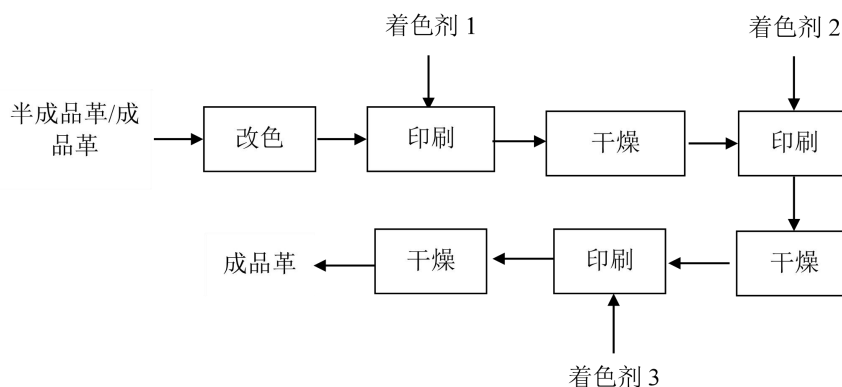 着色剂 1
着色剂 2
半成品革/成
品革
改色
印刷
干燥
印刷
成品革
干燥
印刷
干燥
着色剂 3